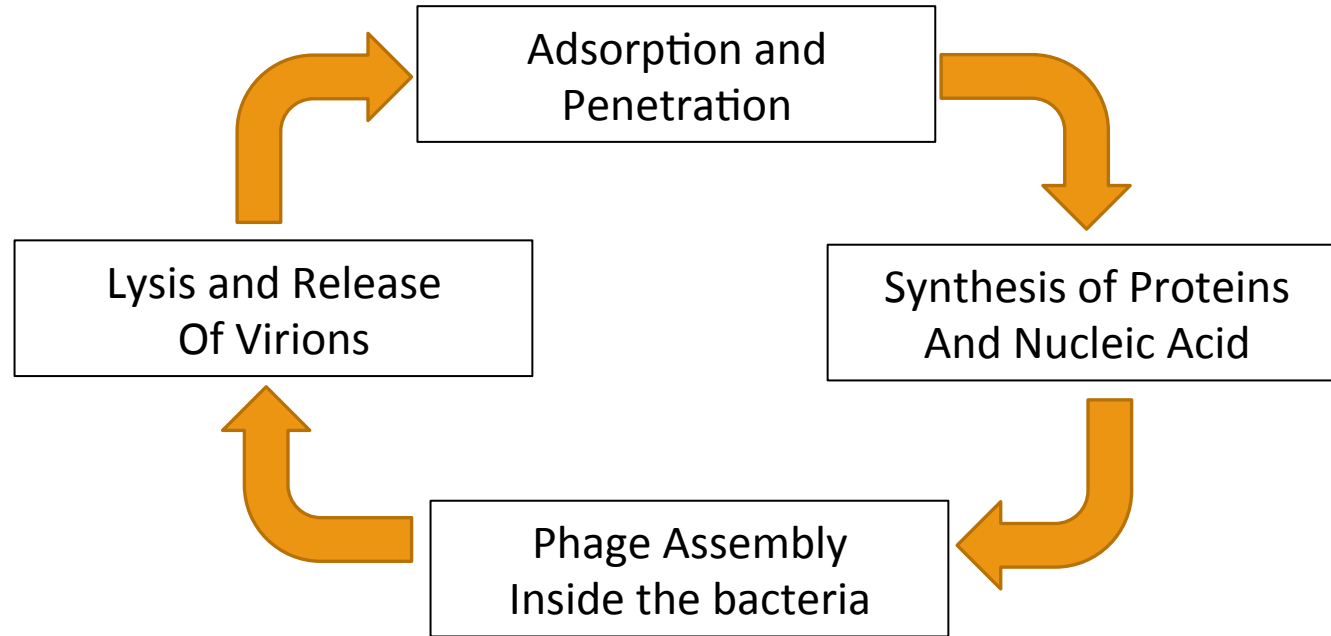 Adsorption and
Penetration
Synthesis of Proteins
And Nucleic Acid
Phage Assembly
Inside the bacteria
Lysis and Release
Of Virions